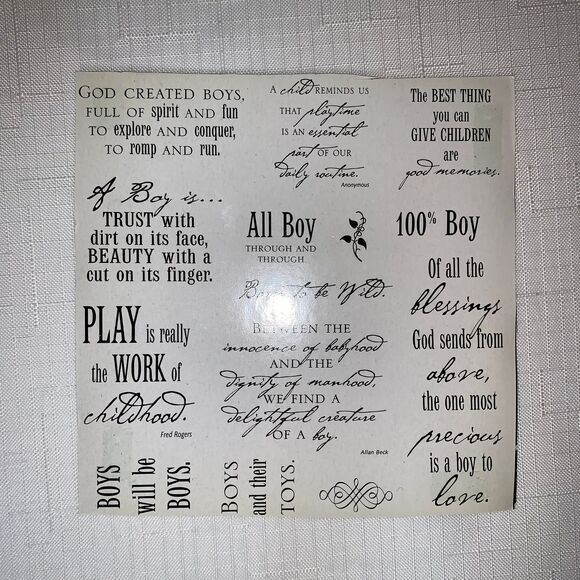 GOD CREATED BOYS,
FULL OF spirit AND fun
TO explore AND conquer,
TO romp AND run.
A child REMINDS US
THAT playtime
IS AN essential
part OF OUR
daily routine.
Anonymous
The BEST THING
you can
GIVE CHILDREN
are
good memories.
A Boy is...
TRUST with
dirt on its face,
BEAUTY with a
cut on its finger.
All Boy
THROUGH AND
THROUGH
100% Boy
Born to be Wild.
Of all the
blessings
God sends from
above,
the one most
precious
is a boy to
love.
PLAY is really
the WORK of
childhood.
Fred Rogers
BETWEEN THE
innocence of babyhood
AND THE
dignity of manhood,
WE FIND A
delightful creature
OF A boy.
Allan Beck
BOYS
will be
BOYS.
BOYS
and their
TOYS.